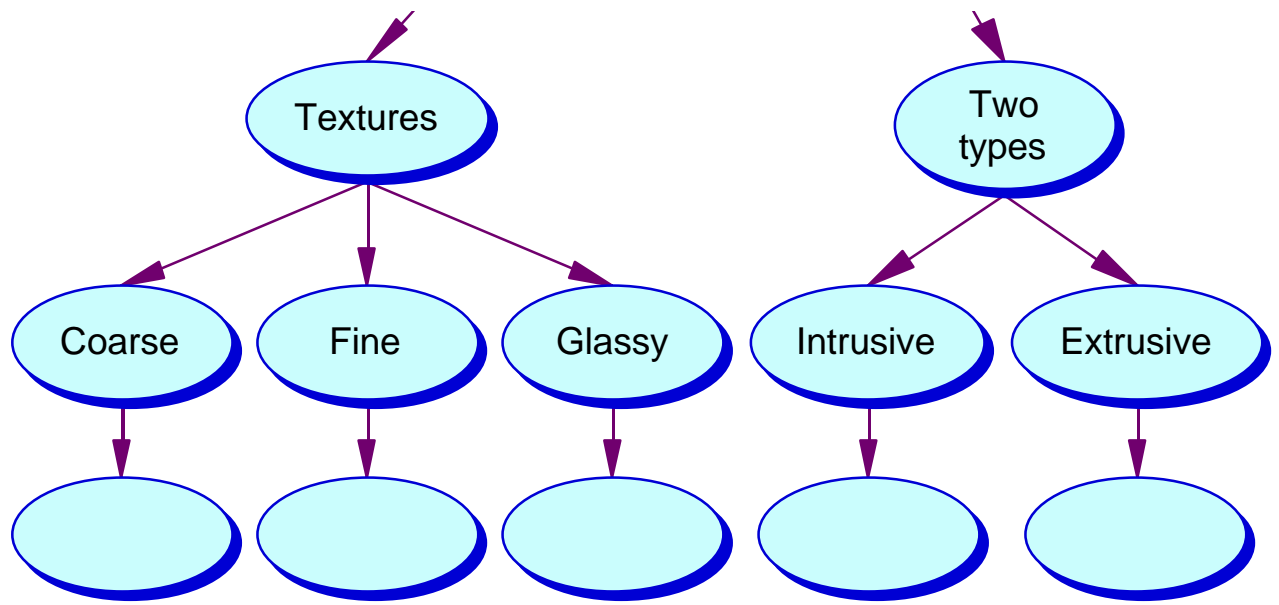 Textures
Two
types
Coarse
Fine
Glassy
Intrusive
Extrusive